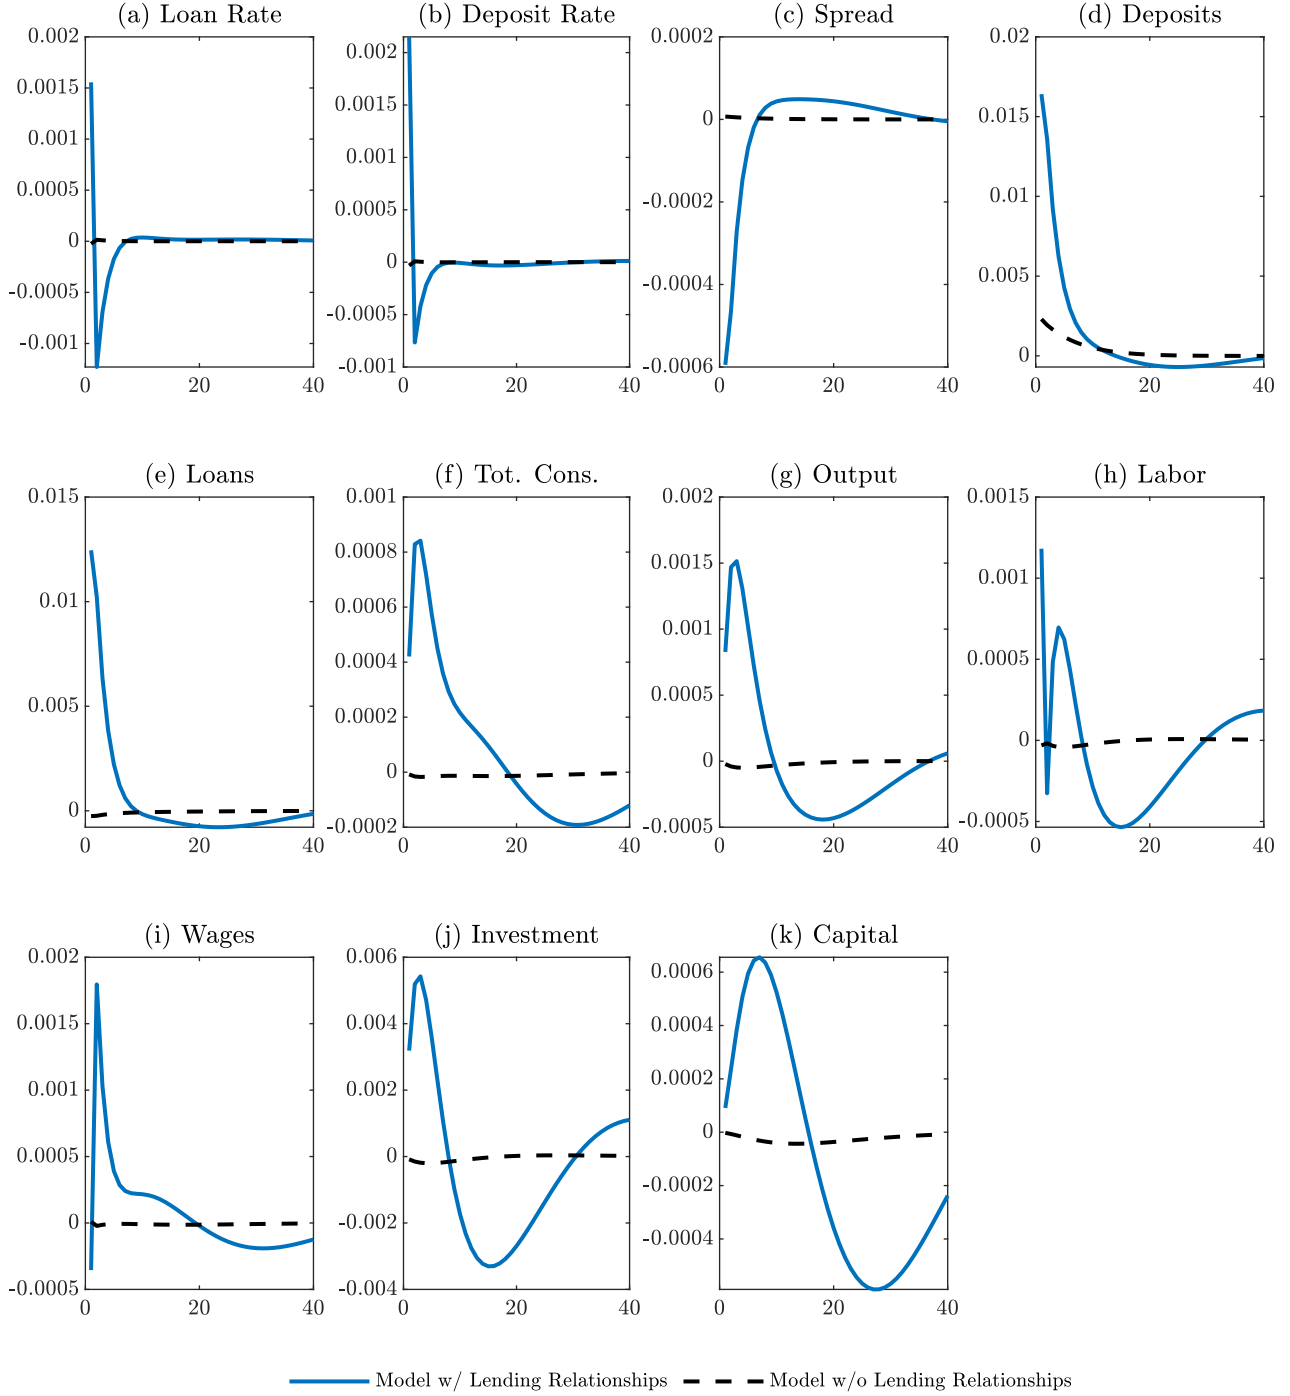 (a) Loan Rate
0.002
0.0015
0.001
0.0005
0
-0.0005
-0.001
0 20 40
(b) Deposit Rate
0.002
0.0015
0.001
0.0005
0
-0.0005
-0.001
0 20 40
(c) Spread
0.0002
0
-0.0002
-0.0004
-0.0006
0 20 40
(d) Deposits
0.02
0.015
0.01
0.005
0
0 20 40
(e) Loans
0.015
0.01
0.005
0
0 20 40
(f) Tot. Cons.
0.001
0.0008
0.0006
0.0004
0.0002
0
-0.0002
0 20 40
(g) Output
0.002
0.0015
0.001
0.0005
0
-0.0005
0 20 40
(h) Labor
0.0015
0.001
0.0005
0
-0.0005
0 20 40
(i) Wages
0.002
0.0015
0.001
0.0005
0
-0.0005
0 20 40
(j) Investment
0.006
0.004
0.002
0
-0.002
-0.004
0 20 40
(k) Capital
0.0006
0.0004
0.0002
0
-0.0002
-0.0004
0 20 40
Model w/ Lending Relationships Model w/o Lending Relationships